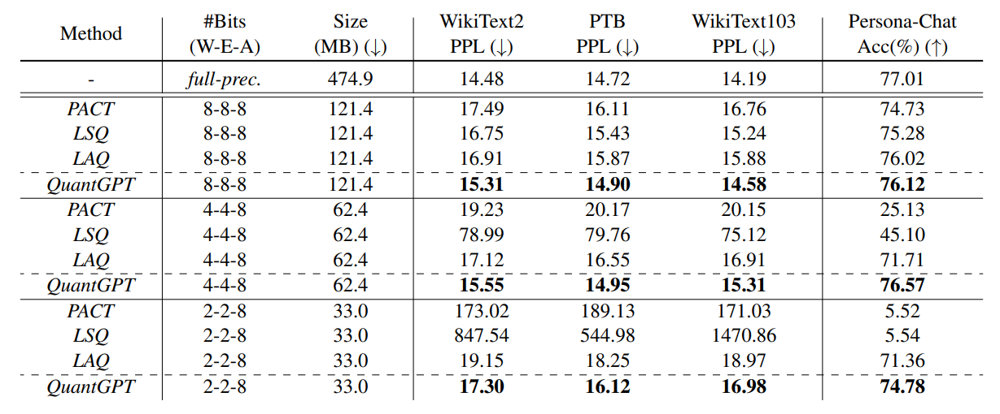 Method #Bits (W-E-A) Size (MB) (↓) WikiText2 PPL (↓) PTB PPL (↓) WikiText103 PPL (↓) Persona-Chat Acc(%) (↑)
- full-prec. 474.9 14.48 14.72 14.19 77.01
PACT 8-8-8 121.4 17.49 16.11 16.76 74.73
LSQ 8-8-8 121.4 16.75 15.43 15.24 75.28
LAQ 8-8-8 121.4 16.91 15.87 15.88 76.02
QuantGPT 8-8-8 121.4 15.31 14.90 14.58 76.12
PACT 4-4-8 62.4 19.23 20.17 20.15 25.13
LSQ 4-4-8 62.4 78.99 79.76 75.12 45.10
LAQ 4-4-8 62.4 17.12 16.55 16.91 71.71
QuantGPT 4-4-8 62.4 15.55 14.95 15.31 76.57
PACT 2-2-8 33.0 173.02 189.13 171.03 5.52
LSQ 2-2-8 33.0 847.54 544.98 1470.86 5.54
LAQ 2-2-8 33.0 19.15 18.25 18.97 71.36
QuantGPT 2-2-8 33.0 17.30 16.12 16.98 74.78